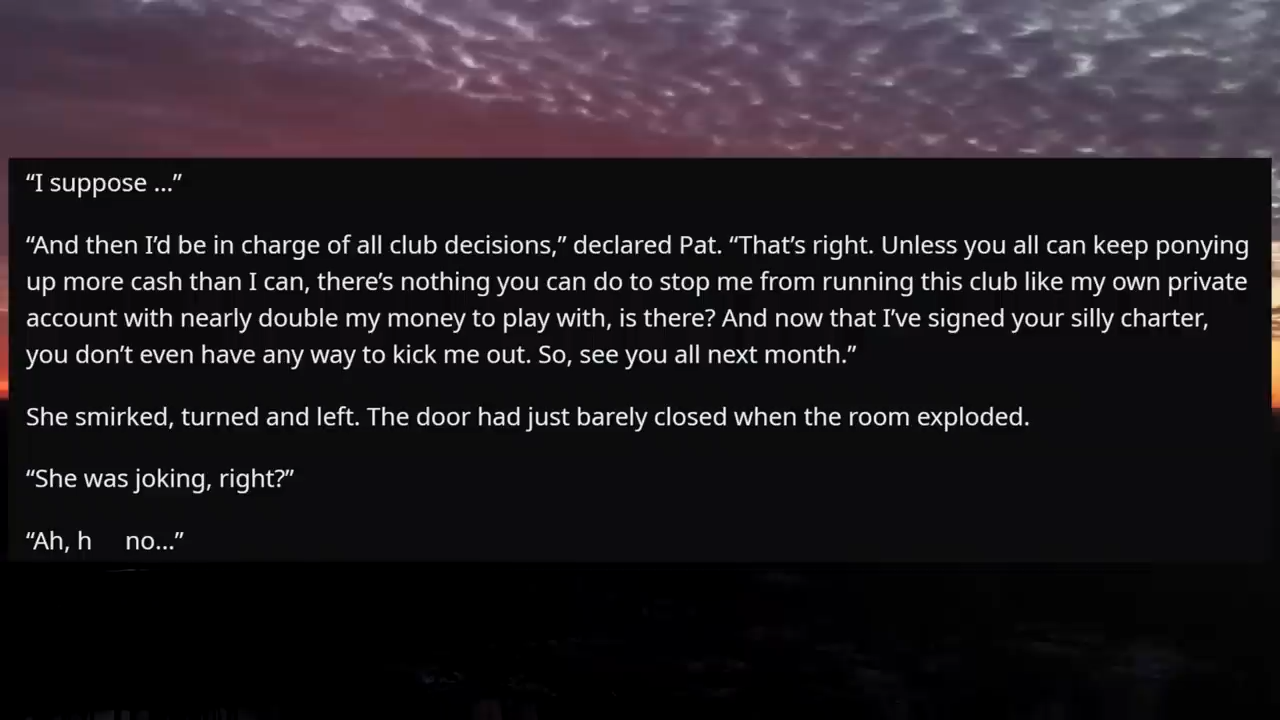 “I suppose ...”
“And then I’d be in charge of all club decisions,” declared Pat. “That’s right. Unless you all can keep ponying
up more cash than I can, there’s nothing you can do to stop me from running this club like my own private
account with nearly double my money to play with, is there? And now that I’ve signed your silly charter,
you don’t even have any way to kick me out. So, see you all next month.”
She smirked, turned and left. The door had just barely closed when the room exploded.
“She was joking, right?”
“Ah, h no...”